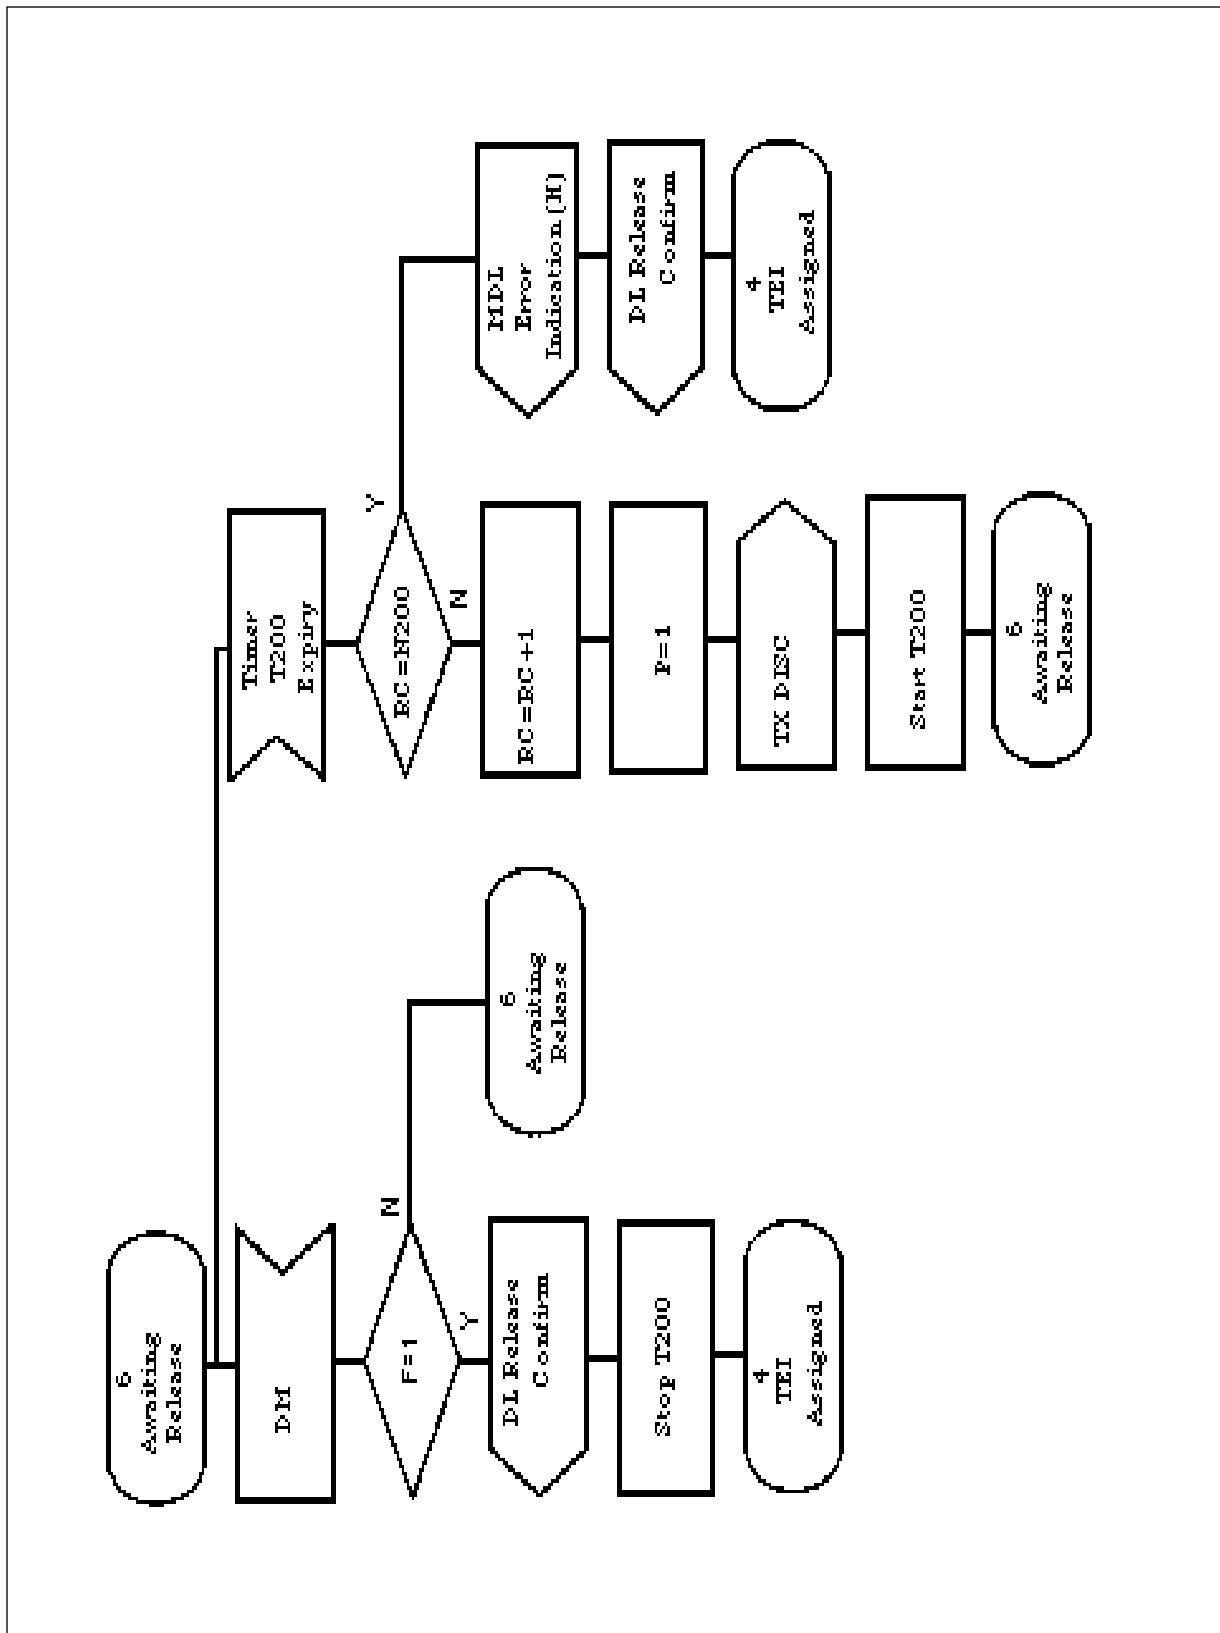 6
Awaiting
Release
DM
F=1
N
Y
DL Release
Confirm
Stop T200
4
TEI
Assigned
6
Awaiting
Release
Timer
T200
Expiry
RC=N200
Y
N
RC=RC+1
P=1
TX DISC
Start T200
6
Awaiting
Release
MDL
Error
Indication(H)
DL Release
Confirm
4
TEI
Assigned